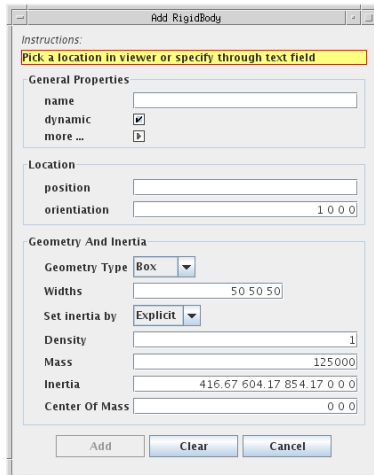 Add RigidBody
Instructions:
Pick a location in viewer or specify through text field
General Properties
name
dynamic
more ...
Location
position
orientiation 1 0 0 0
Geometry And Inertia
Geometry Type Box
Widths 50 50 50
Set inertia by Explicit
Density 1
Mass 125000
Inertia 416.67 604.17 854.17 0 0 0
Center Of Mass 0 0 0
Add Clear Cancel